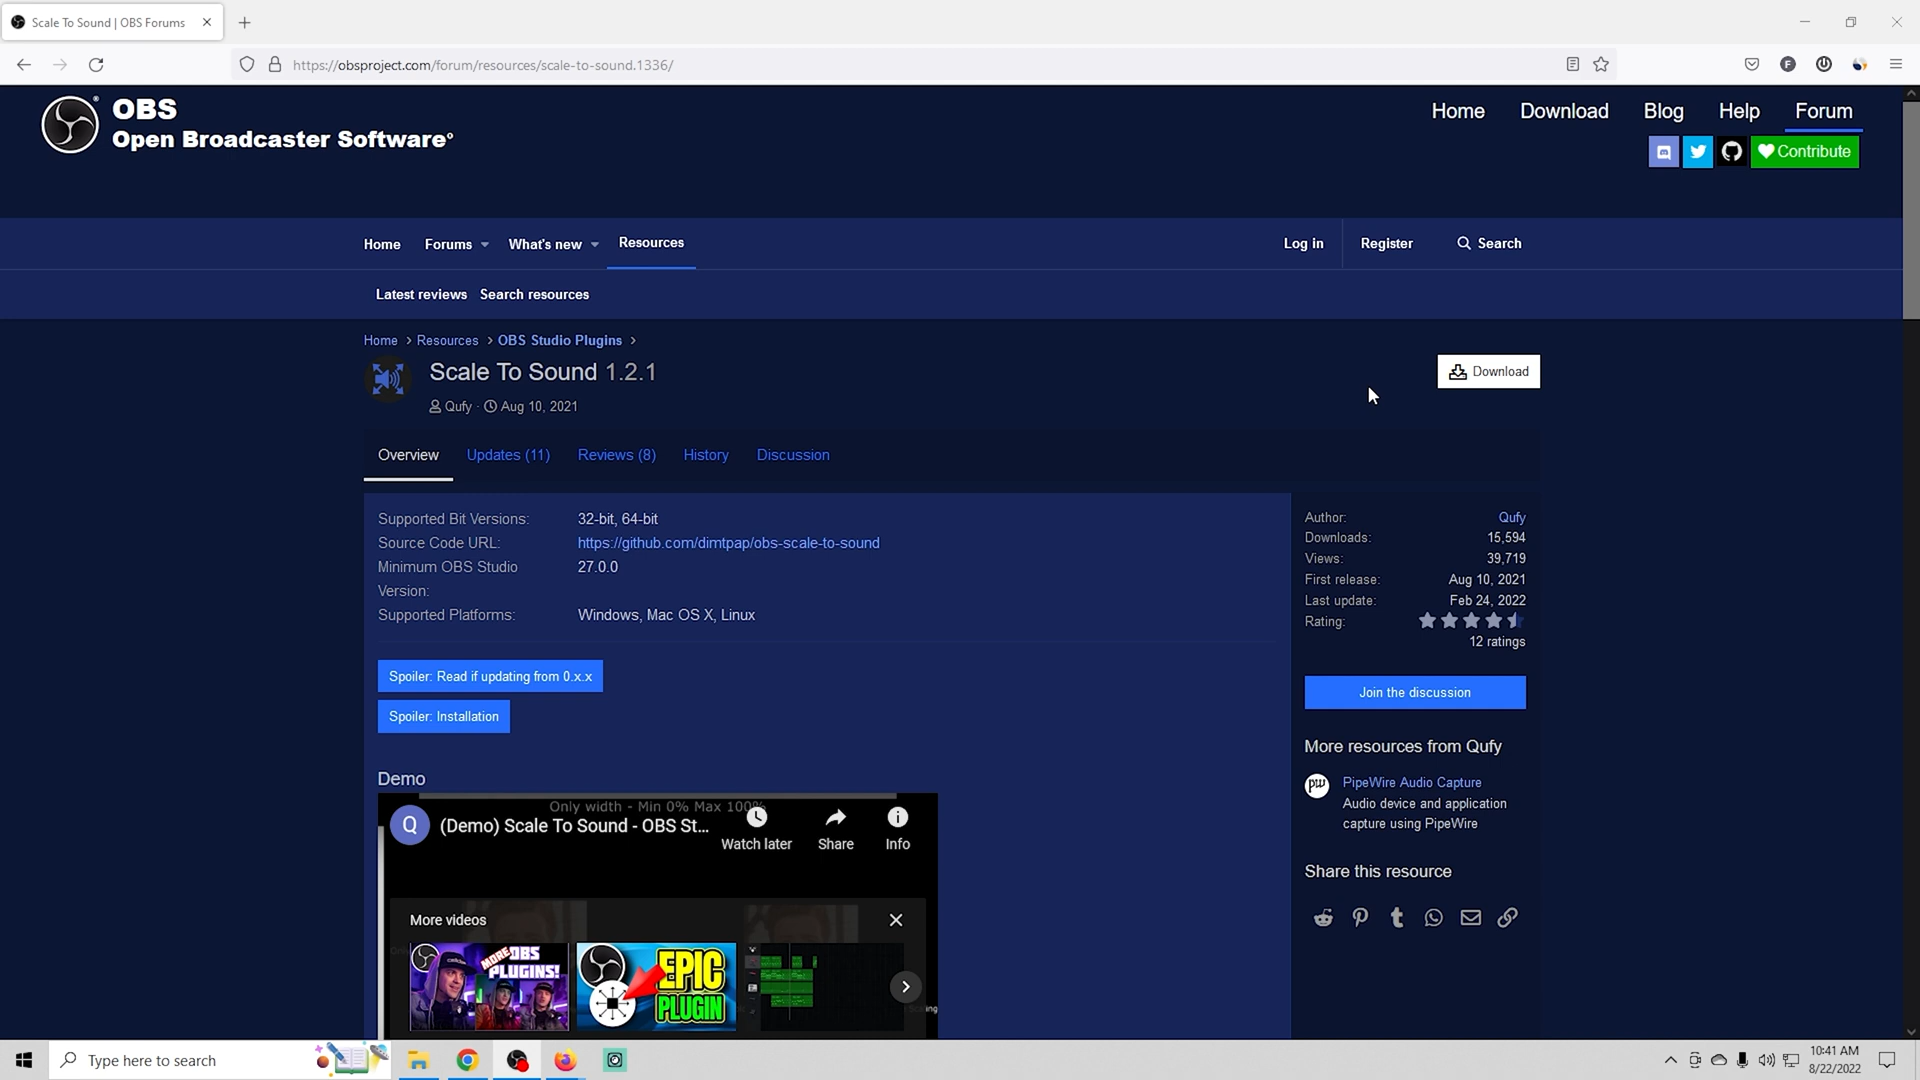 Scale To Sound | OBS Forums
https://obsproject.com/forum/resources/scale-to-sound.1336/
OBS
Open Broadcaster Software®
Home
Download
Blog
Help
Forum
Contribute
Home
Forums
What's new
Resources
Log in
Register
Search
Latest reviews
Search resources
Home › Resources › OBS Studio Plugins ›
Scale To Sound 1.2.1
Download
Qufy · Aug 10, 2021
Overview
Updates (11)
Reviews (8)
History
Discussion
Supported Bit Versions: 32-bit, 64-bit
Source Code URL: https://github.com/dimtpap/obs-scale-to-sound
Minimum OBS Studio Version: 27.0.0
Supported Platforms: Windows, Mac OS X, Linux
Spoiler: Read if updating from 0.x.x
Spoiler: Installation
Demo
Only width - Min 0% Max 100%
Q
(Demo) Scale To Sound - OBS St...
Watch later
Share
Info
More videos
MORE OBS PLUGINS!
EPIC PLUGIN
Author: Qufy
Downloads: 15,594
Views: 39,719
First release: Aug 10, 2021
Last update: Feb 24, 2022
Rating:
12 ratings
Join the discussion
More resources from Qufy
pw
PipeWire Audio Capture
Audio device and application
capture using PipeWire
Share this resource
Type here to search
10:41 AM
8/22/2022